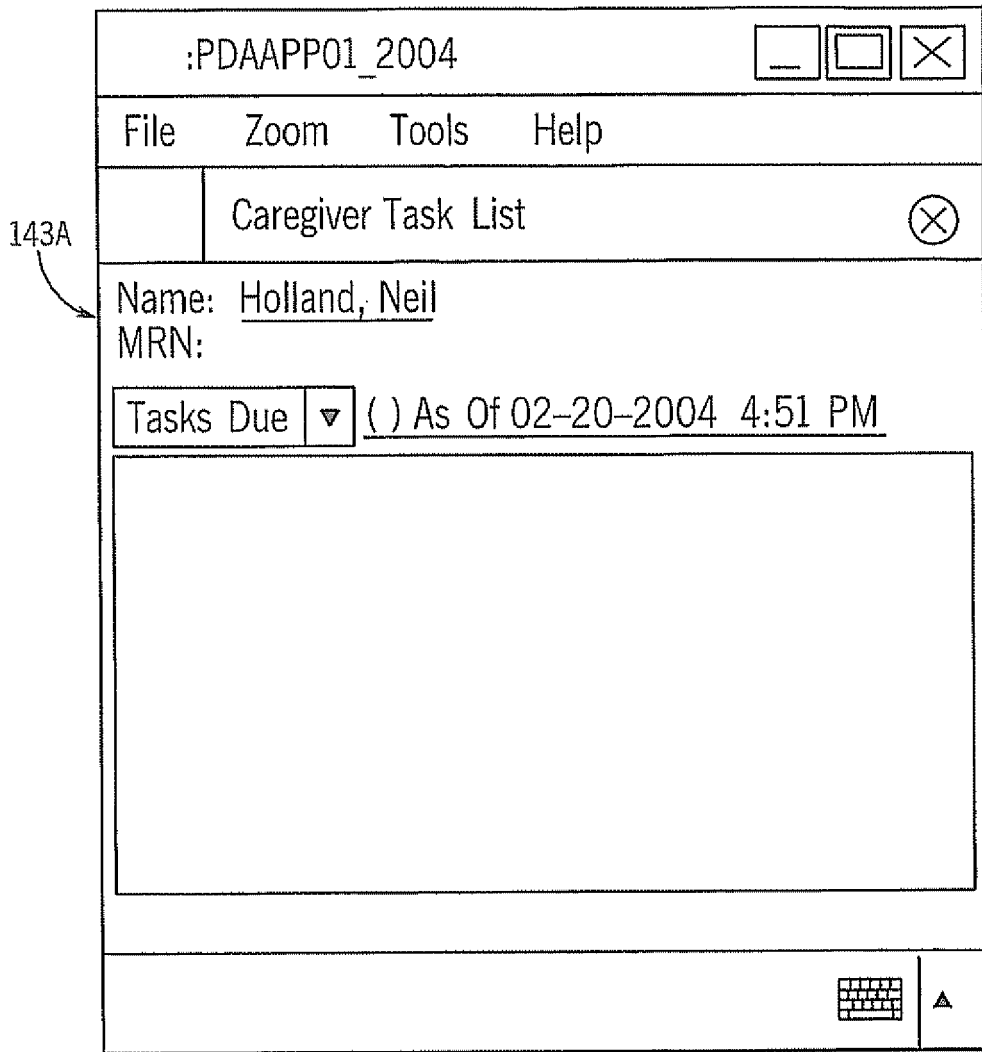 :PDAAPP01_2004
File Zoom Tools Help
Caregiver Task List
143A
Name: Holland, Neil
MRN:
Tasks Due ( ) As Of 02–20–2004 4:51 PM